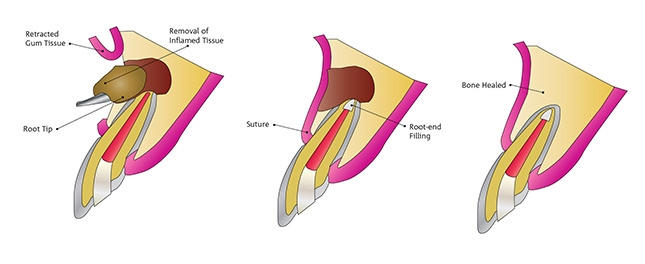 Retracted
Gum Tissue
Removal of
Inflamed Tissue
Root Tip
Suture
Root-end
Filling
Bone Healed